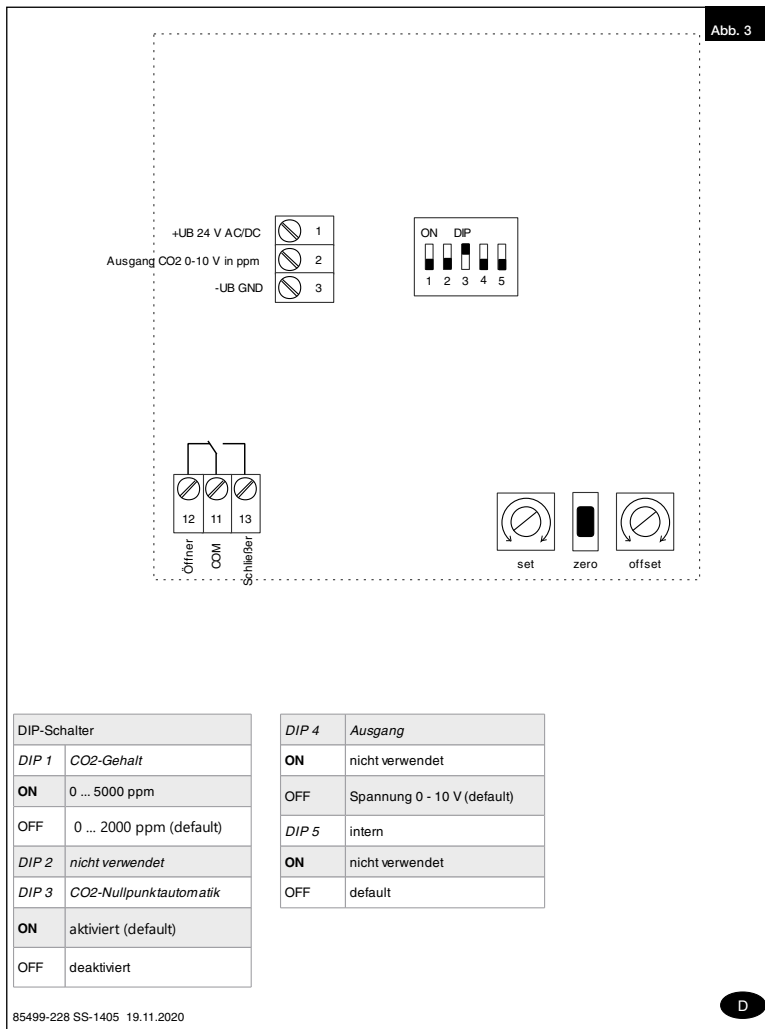 Abb. 3
+UB 24 V AC/DC 1
Ausgang CO2 0-10 V in ppm 2
-UB GND 3
ON DIP
1 2 3 4 5
12 11 13
Öffner
COM
Schließer
set zero offset
DIP-Schalter
DIP 1 CO2-Gehalt
ON 0 ... 5000 ppm
OFF 0 ... 2000 ppm (default)
DIP 2 nicht verwendet
DIP 3 CO2-Nullpunktautomatik
ON aktiviert (default)
OFF deaktiviert
DIP 4 Ausgang
ON nicht verwendet
OFF Spannung 0 - 10 V (default)
DIP 5 intern
ON nicht verwendet
OFF default
85499-228 SS-1405 19.11.2020
D